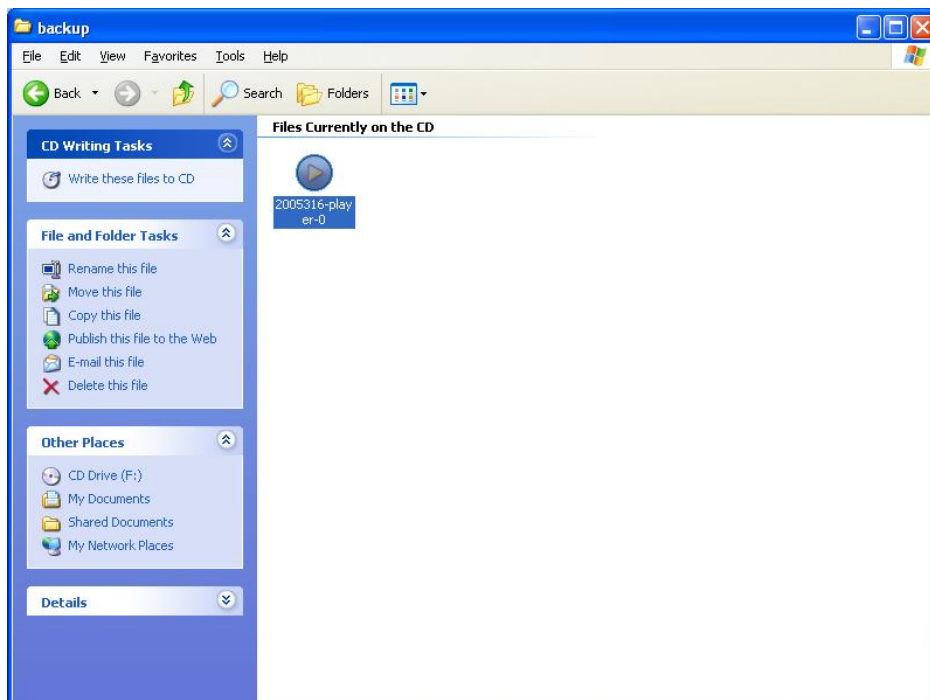 backup
File Edit View Favorites Tools Help
Back Search Folders
CD Writing Tasks
Write these files to CD
File and Folder Tasks
Rename this file
Move this file
Copy this file
Publish this file to the Web
E-mail this file
Delete this file
Other Places
CD Drive (F:)
My Documents
Shared Documents
My Network Places
Details
Files Currently on the CD
2005316-play
er-0